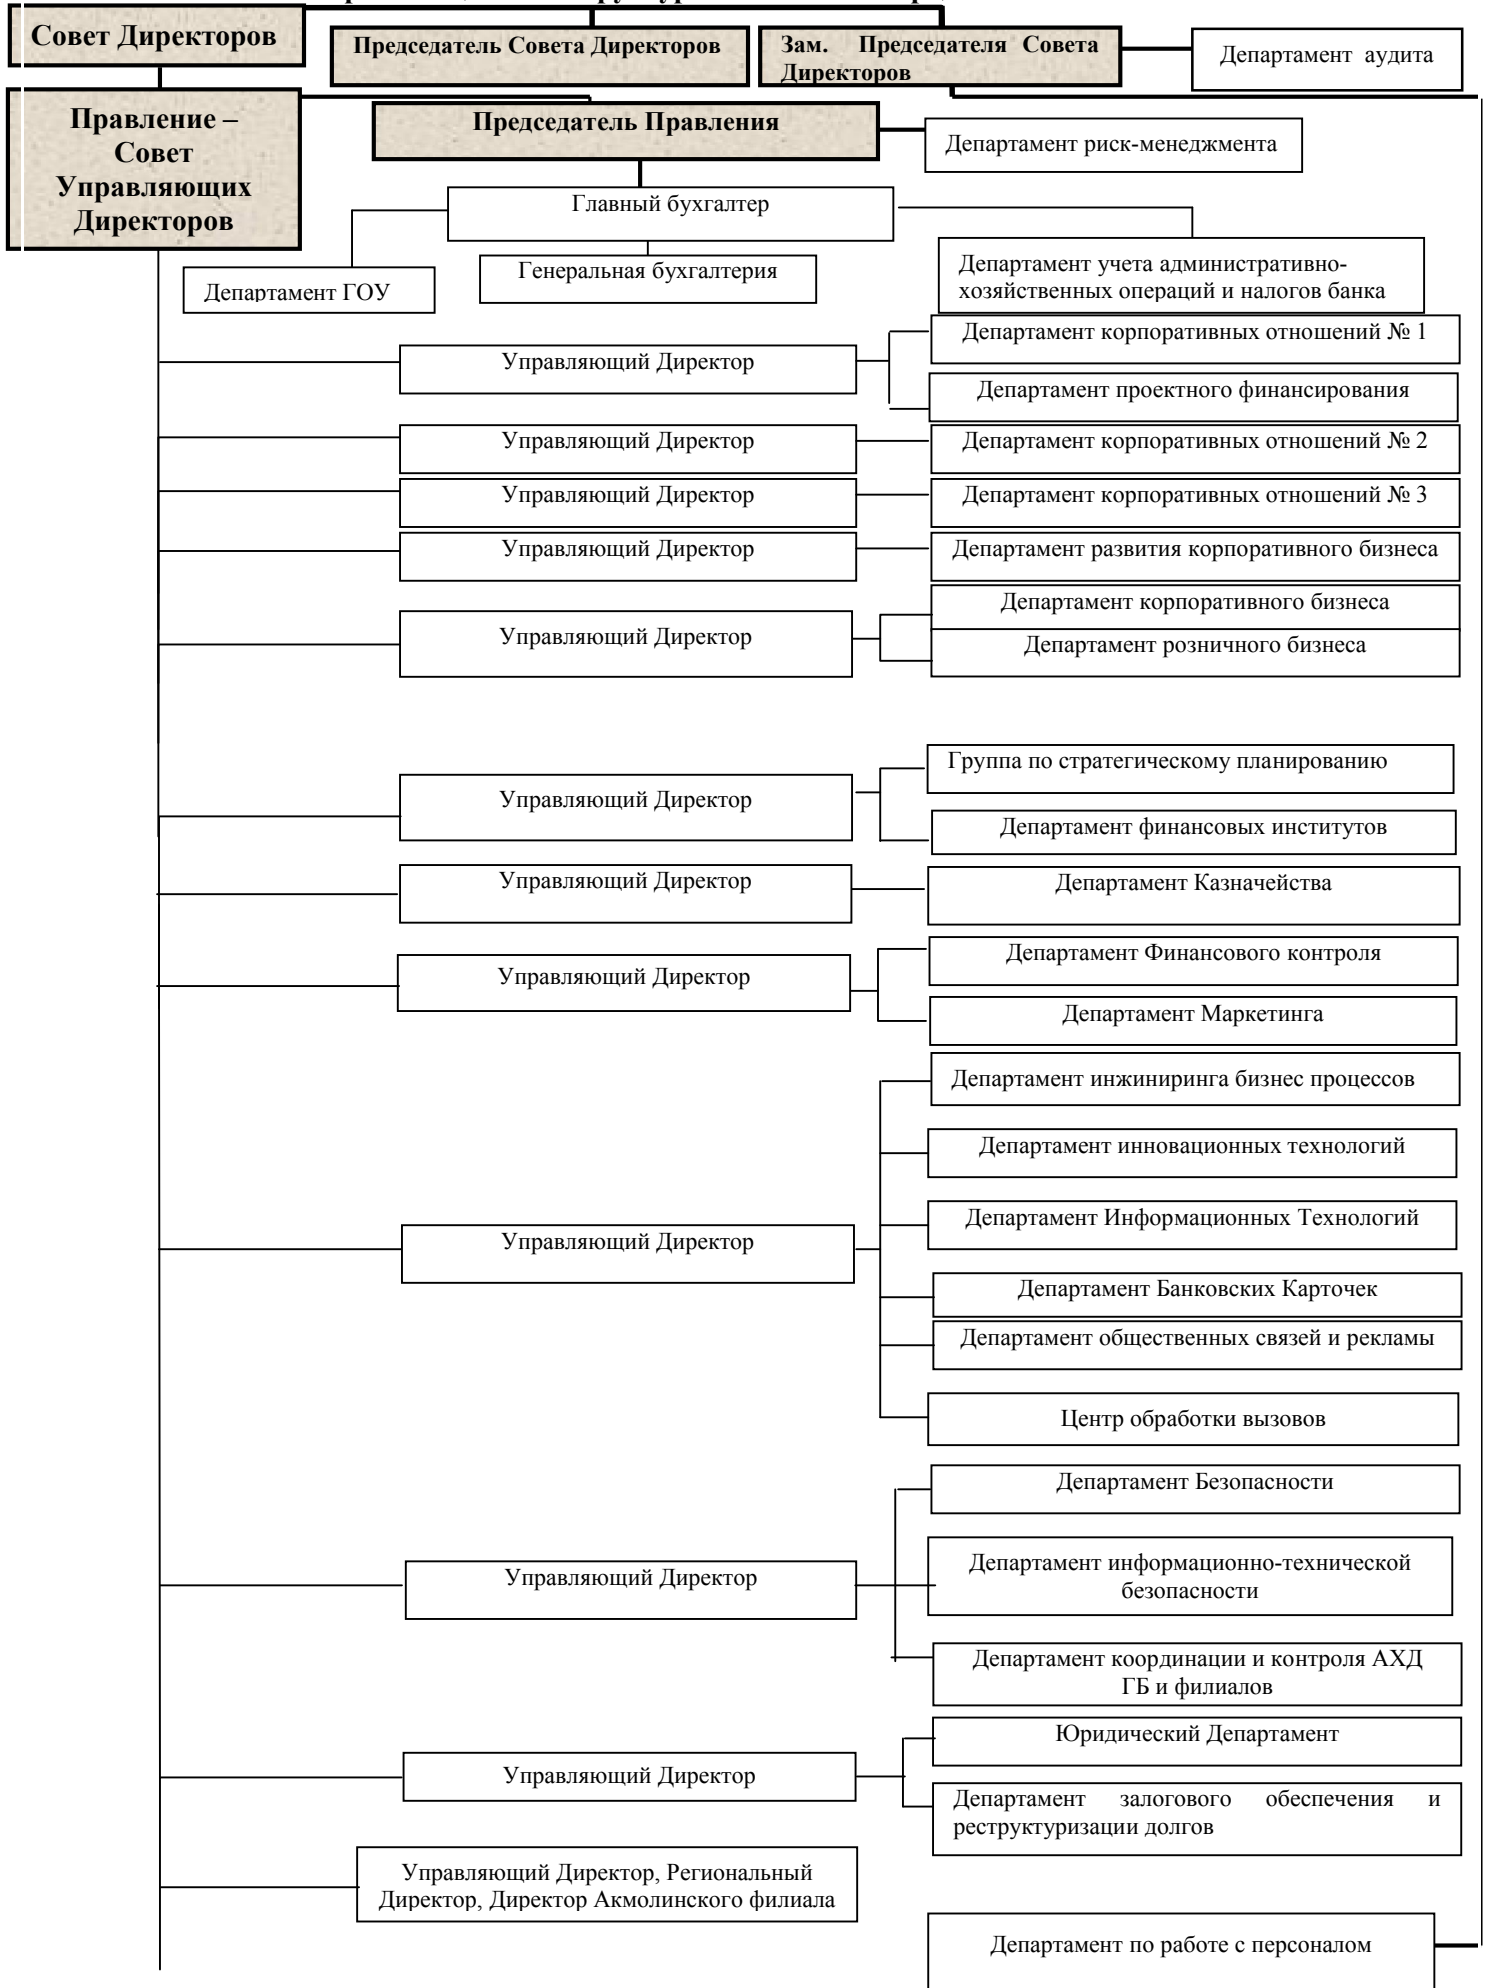 Совет Директоров
Председатель Совета Директоров
Зам. Председателя Совета
Директоров
Департамент аудита
Правление –
Совет
Управляющих
Директоров
Председатель Правления
Департамент риск-менеджмента
Главный бухгалтер
Департамент ГОУ
Генеральная бухгалтерия
Департамент учета административно-
хозяйственных операций и налогов банка
Управляющий Директор
Департамент корпоративных отношений № 1
Департамент проектного финансирования
Управляющий Директор
Департамент корпоративных отношений № 2
Управляющий Директор
Департамент корпоративных отношений № 3
Управляющий Директор
Департамент развития корпоративного бизнеса
Управляющий Директор
Департамент корпоративного бизнеса
Департамент розничного бизнеса
Управляющий Директор
Группа по стратегическому планированию
Департамент финансовых институтов
Управляющий Директор
Департамент Казначейства
Управляющий Директор
Департамент Финансового контроля
Департамент Маркетинга
Управляющий Директор
Департамент инжиниринга бизнес процессов
Департамент инновационных технологий
Департамент Информационных Технологий
Департамент Банковских Карточек
Департамент общественных связей и рекламы
Центр обработки вызовов
Управляющий Директор
Департамент Безопасности
Департамент информационно-технической
безопасности
Департамент координации и контроля АХД
ГБ и филиалов
Управляющий Директор
Юридический Департамент
Департамент залогового обеспечения и
реструктуризации долгов
Управляющий Директор, Региональный
Директор, Директор Акмолинского филиала
Департамент по работе с персоналом